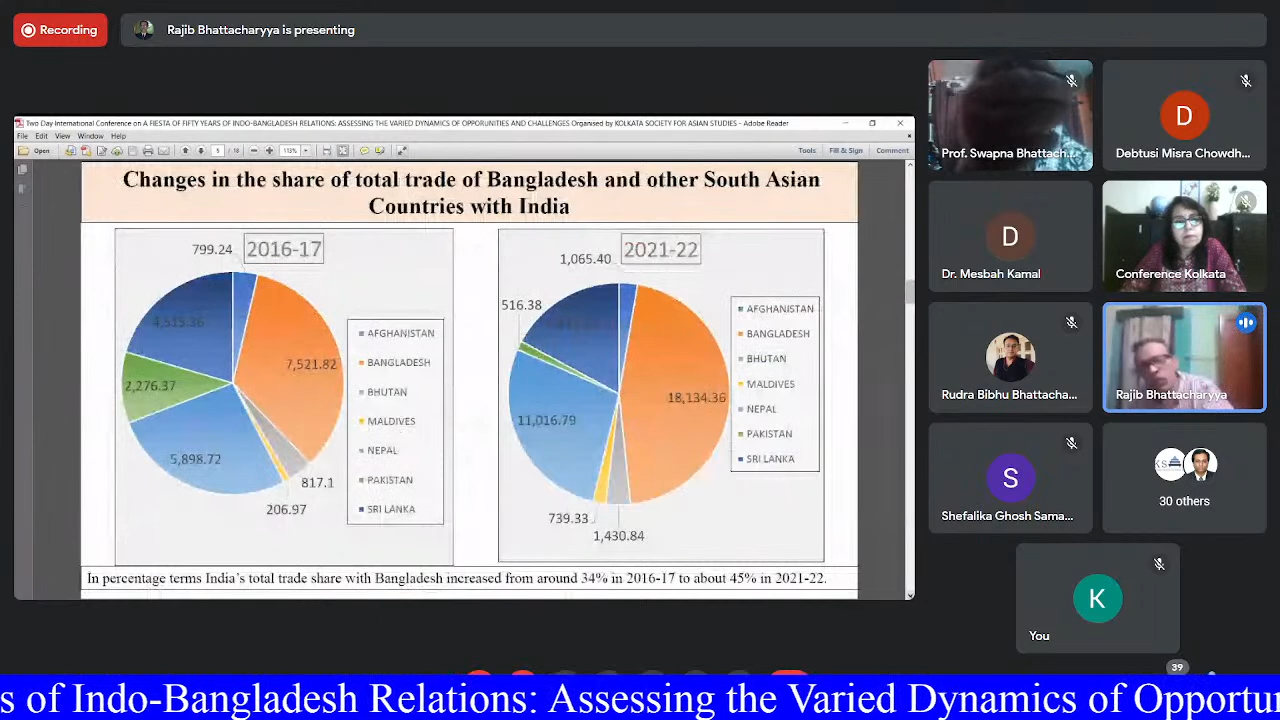 Recording
Rajib Bhattacharyya is presenting
Two Day International Conference on A FIESTA OF FIFTY YEARS OF INDO-BANGLADESH RELATIONS: ASSESSING THE VARIED DYNAMICS OF OPPORUNITIES AND CHALLENGES Organised by KOLKATA SOCIETY FOR ASIAN STUDIES - Adobe Reader
File Edit View Window Help
Open 5 / 18 113% Tools Fill & Sign Comment
Changes in the share of total trade of Bangladesh and other South Asian
Countries with India
2016-17
799.24
7,521.82
817.1
206.97
5,898.72
2,276.37
4,515.36
AFGHANISTAN
BANGLADESH
BHUTAN
MALDIVES
NEPAL
PAKISTAN
SRI LANKA
2021-22
1,065.40
18,134.36
1,430.84
739.33
11,016.79
516.38
AFGHANISTAN
BANGLADESH
BHUTAN
MALDIVES
NEPAL
PAKISTAN
SRI LANKA
In percentage terms India's total trade share with Bangladesh increased from around 34% in 2016-17 to about 45% in 2021-22.
Prof. Swapna Bhattach...
D
Debtusi Misra Chowdh...
D
Dr. Mesbah Kamal
Conference Kolkata
Rudra Bibhu Bhattacha...
Rajib Bhattacharyya
S
Shefalika Ghosh Sama...
30 others
K
You
39
s of Indo-Bangladesh Relations: Assessing the Varied Dynamics of Opportun